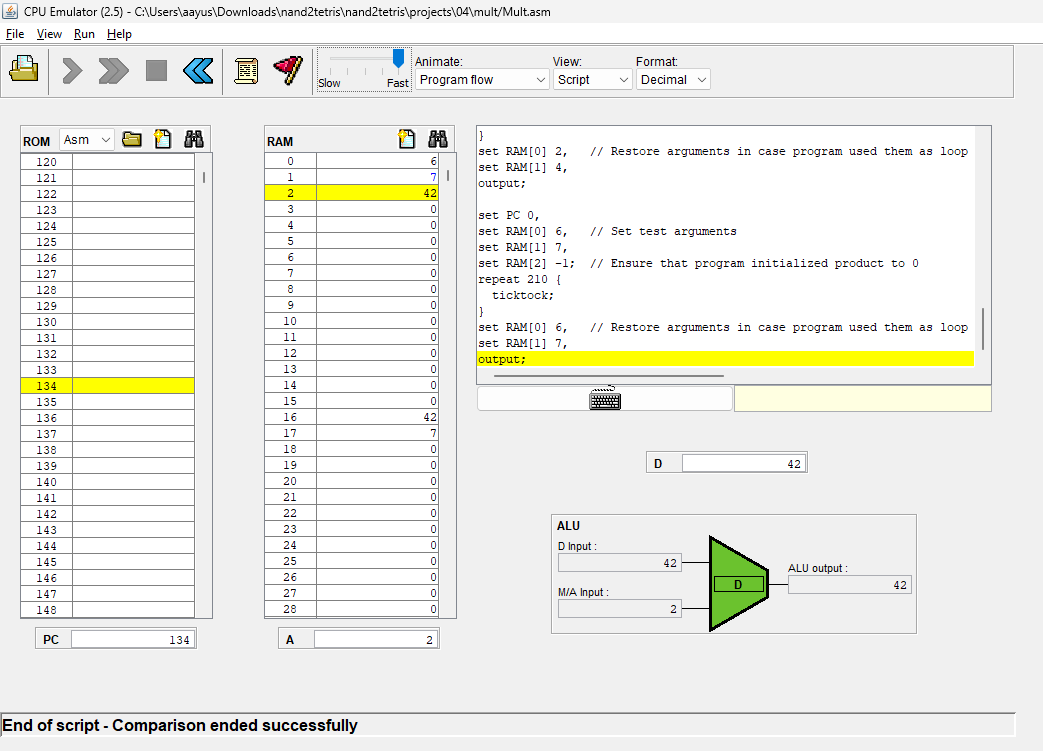 CPU Emulator (2.5) - C:\Users\aayus\Downloads\nand2tetris\nand2tetris\projects\04\mult/Mult.asm
File View Run Help
Slow Fast
Animate:
Program flow
View:
Script
Format:
Decimal
ROM Asm
120
121
122
123
124
125
126
127
128
129
130
131
132
133
134
135
136
137
138
139
140
141
142
143
144
145
146
147
148
PC 134
RAM
0 6
1 7
2 42
3 0
4 0
5 0
6 0
7 0
8 0
9 0
10 0
11 0
12 0
13 0
14 0
15 0
16 42
17 7
18 0
19 0
20 0
21 0
22 0
23 0
24 0
25 0
26 0
27 0
28 0
A 2
}
set RAM[0] 2,   // Restore arguments in case program used them as loop
set RAM[1] 4,
output;
set PC 0,
set RAM[0] 6,   // Set test arguments
set RAM[1] 7,
set RAM[2] -1;  // Ensure that program initialized product to 0
repeat 210 {
  ticktock;
}
set RAM[0] 6,   // Restore arguments in case program used them as loop
set RAM[1] 7,
output;
D 42
ALU
D Input :
42
M/A Input :
2
D
ALU output :
42
End of script - Comparison ended successfully